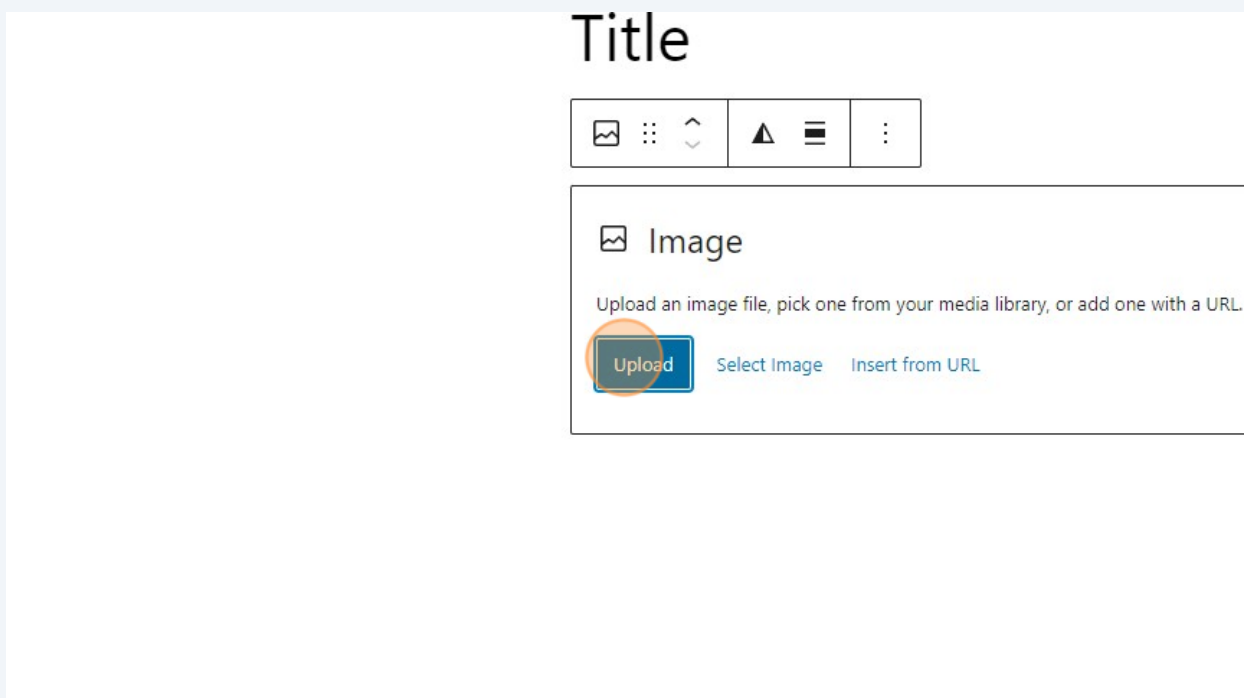 Title
Image
Upload an image file, pick one from your media library, or add one with a URL.
Upload Select Image Insert from URL